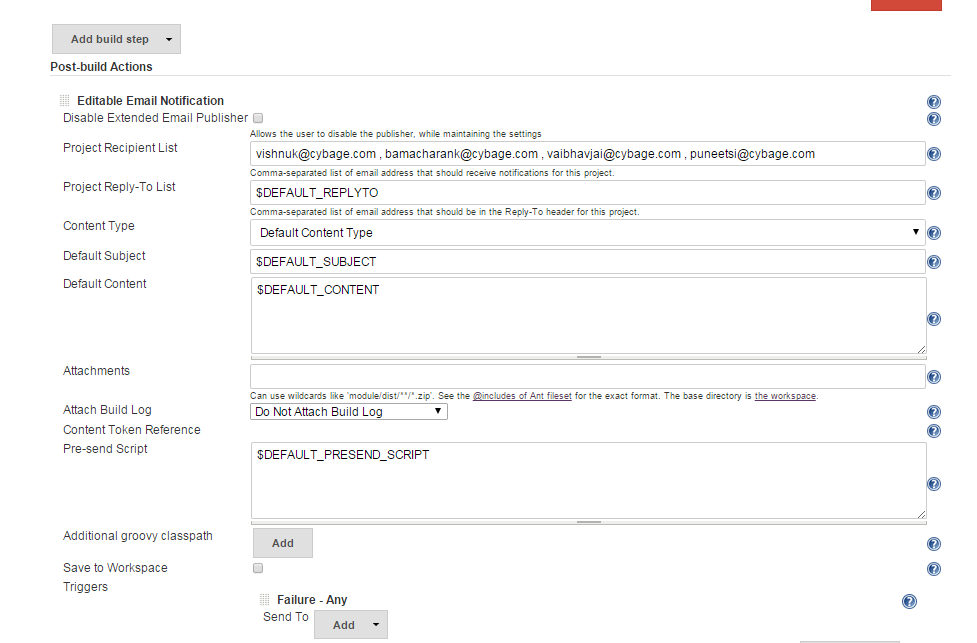 Add build step
Post-build Actions
Editable Email Notification
Disable Extended Email Publisher
Allows the user to disable the publisher, while maintaining the settings
Project Recipient List
vishnuk@cybage.com , bamacharank@cybage.com , vaibhavjai@cybage.com , puneetsi@cybage.com
Comma-separated list of email address that should receive notifications for this project.
Project Reply-To List
$DEFAULT_REPLYTO
Comma-separated list of email address that should be in the Reply-To header for this project.
Content Type
Default Content Type
Default Subject
$DEFAULT_SUBJECT
Default Content
$DEFAULT_CONTENT
Attachments
Can use wildcards like 'module/dist/**/*.zip'. See the @includes of Ant fileset for the exact format. The base directory is the workspace.
Attach Build Log
Do Not Attach Build Log
Content Token Reference
Pre-send Script
$DEFAULT_PRESEND_SCRIPT
Additional groovy classpath
Add
Save to Workspace
Triggers
Failure - Any
Send To
Add